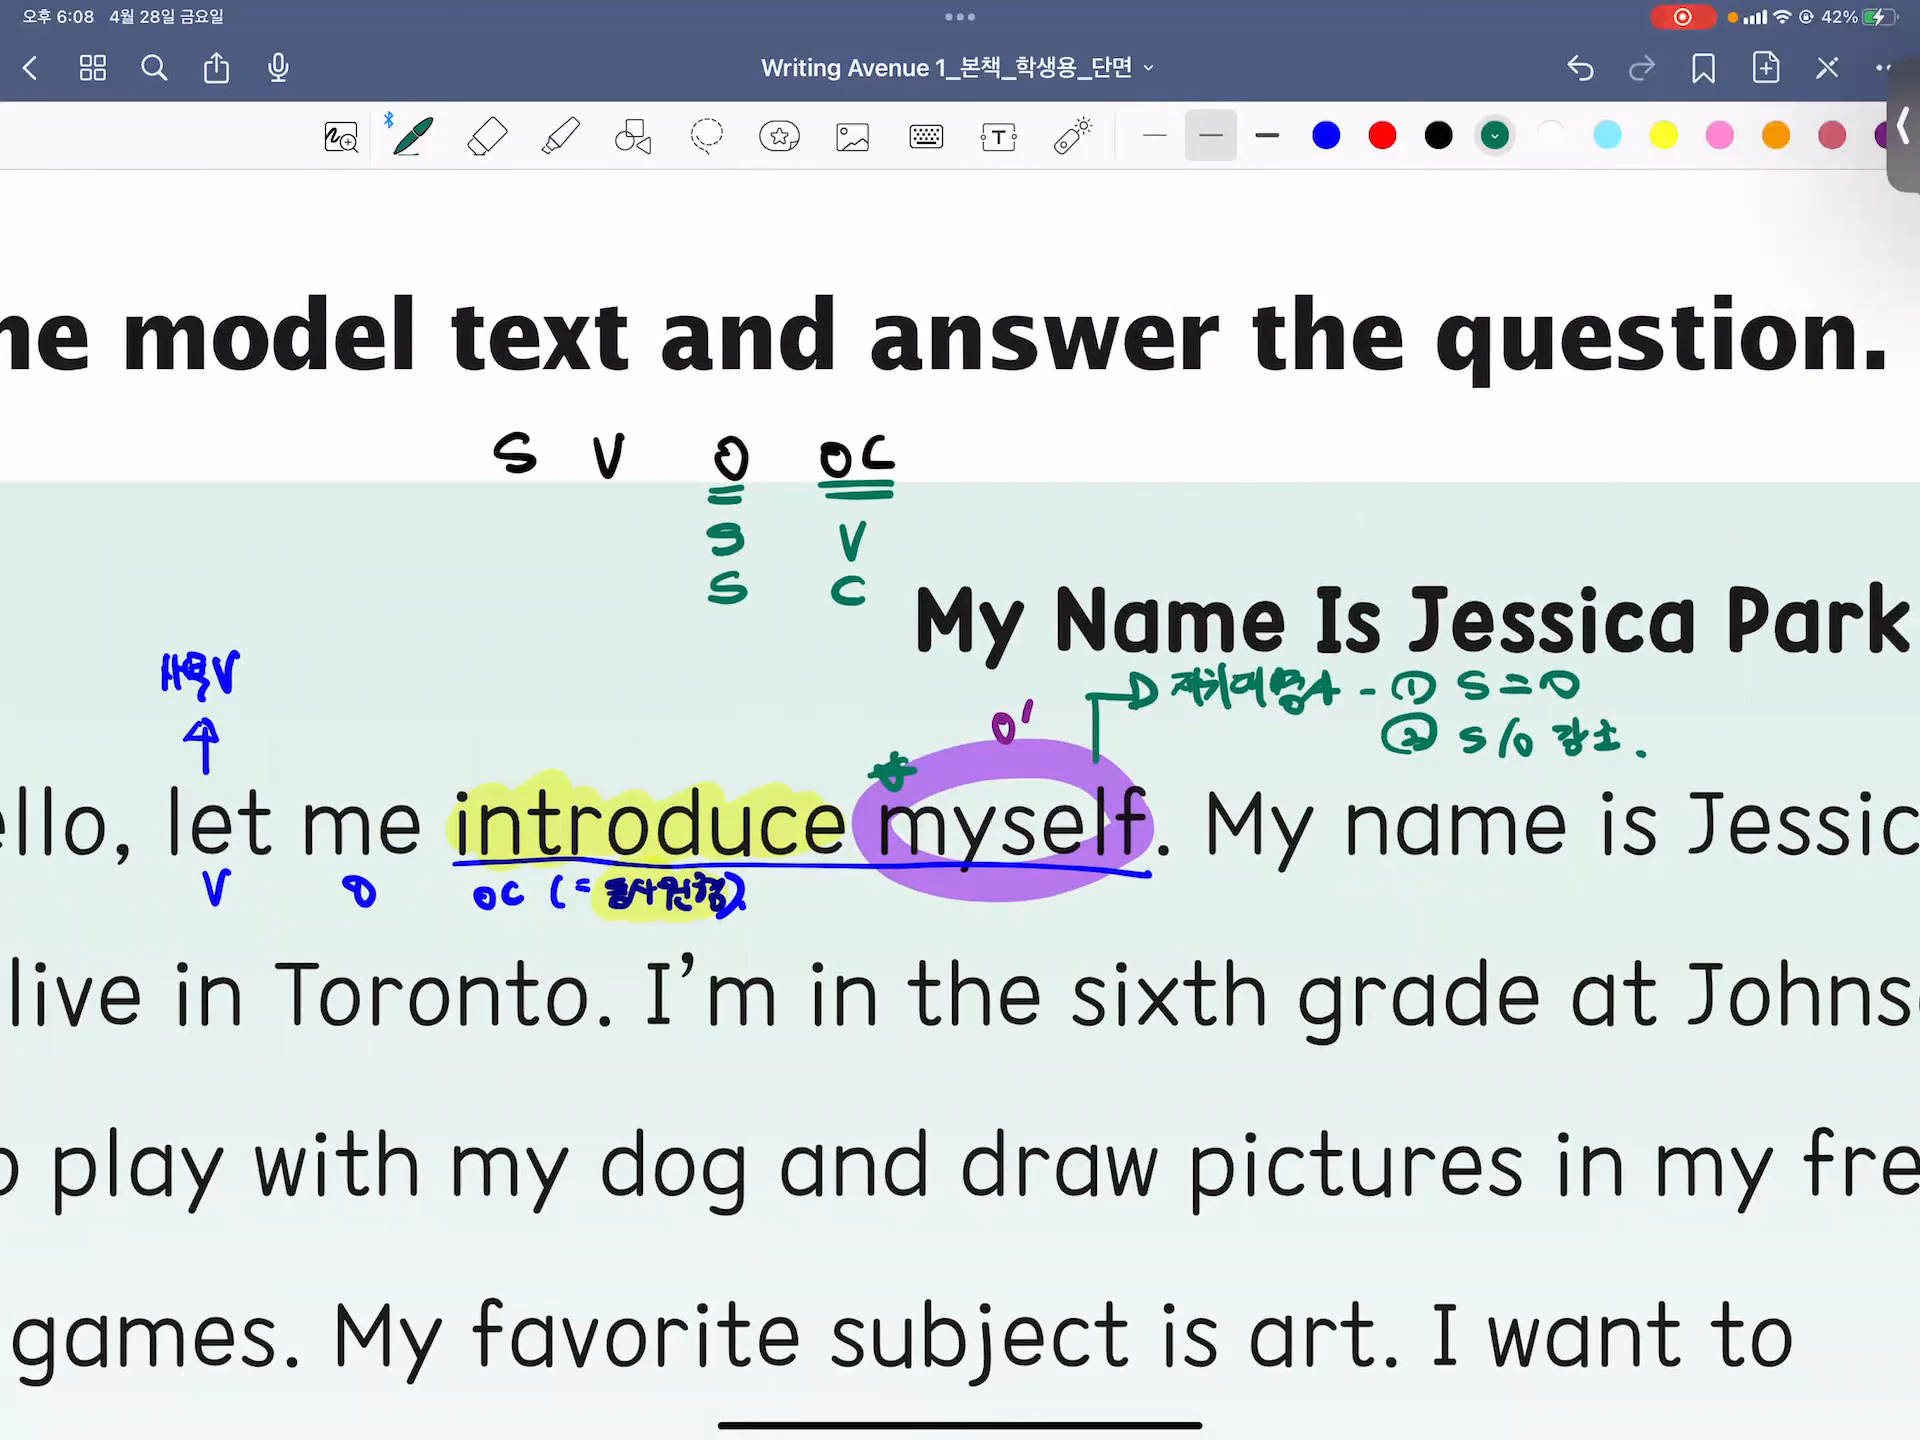 오후 6:08 4월 28일 금요일
42%
Writing Avenue 1_본책_학생용_단면
ne model text and answer the question.
S V O OC
S V
S C
My Name Is Jessica Park
사역V
재귀대명사 - ① S = O
② S/O 강조.
O'
ello, let me introduce myself. My name is Jessic
V O OC (= 동사원형)
live in Toronto. I'm in the sixth grade at Johns
o play with my dog and draw pictures in my fre
games. My favorite subject is art. I want to